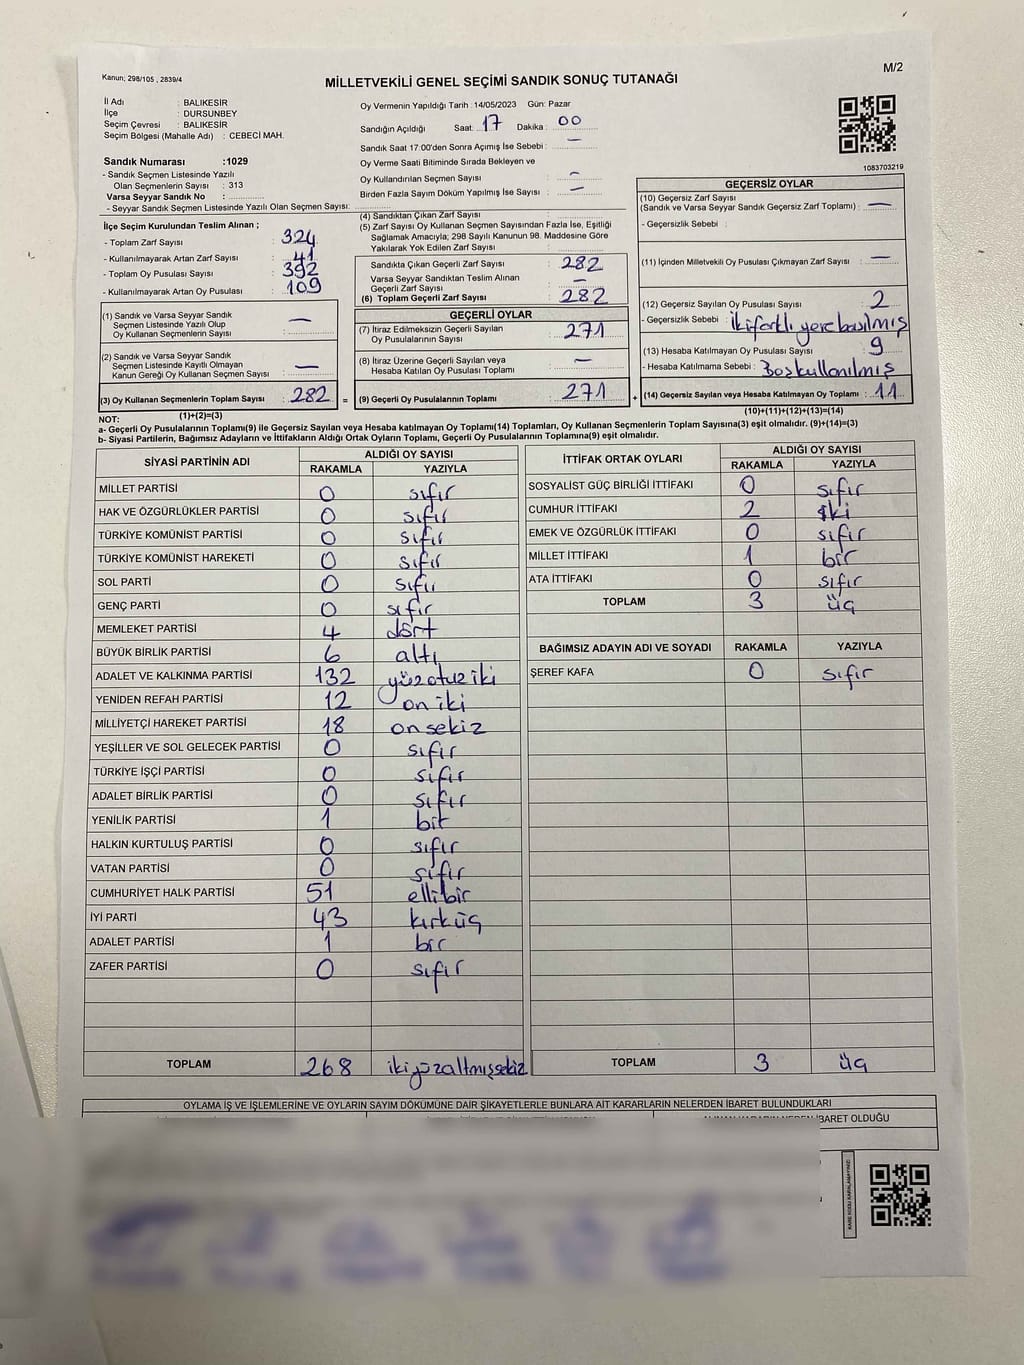 Kanun; 298/105 , 2839/4
M/2
MİLLETVEKİLİ GENEL SEÇİMİ SANDIK SONUÇ TUTANAĞI
İl Adı : BALIKESİR
İlçe : DURSUNBEY
Seçim Çevresi : BALIKESİR
Seçim Bölgesi (Mahalle Adı) : CEBECİ MAH.
Sandık Numarası :1029
- Sandık Seçmen Listesinde Yazılı
Olan Seçmenlerin Sayısı : 313
Varsa Seyyar Sandık No :
- Seyyar Sandık Seçmen Listesinde Yazılı Olan Seçmen Sayısı:
Oy Vermenin Yapıldığı Tarih :14/05/2023 Gün: Pazar
Sandığın Açıldığı Saat: 17 Dakika : 00
Sandık Saat 17:00'den Sonra Açımış İse Sebebi : —
Oy Verme Saati Bitiminde Sırada Bekleyen ve
Oy Kullandırılan Seçmen Sayısı : —
Birden Fazla Sayım Döküm Yapılmış İse Sayısı : —
1083703219
İlçe Seçim Kurulundan Teslim Alınan ;
- Toplam Zarf Sayısı : 324
- Kullanılmayarak Artan Zarf Sayısı : 41
- Toplam Oy Pusulası Sayısı : 392
- Kullanılmayarak Artan Oy Pusulası : 109
(1) Sandık ve Varsa Seyyar Sandık
Seçmen Listesinde Yazılı Olup
Oy Kullanan Seçmenlerin Sayısı : —
(2) Sandık ve Varsa Seyyar Sandık
Seçmen Listesinde Kayıtlı Olmayan
Kanun Gereği Oy Kullanan Seçmen Sayısı : —
(3) Oy Kullanan Seçmenlerin Toplam Sayısı : 282 =
(1)+(2)=(3)
(4) Sandıktan Çıkan Zarf Sayısı :
(5) Zarf Sayısı Oy Kullanan Seçmen Sayısından Fazla İse, Eşitliği
Sağlamak Amacıyla; 298 Sayılı Kanunun 98. Maddesine Göre
Yakılarak Yok Edilen Zarf Sayısı :
Sandıkta Çıkan Geçerli Zarf Sayısı : 282
Varsa Seyyar Sandıktan Teslim Alınan
Geçerli Zarf Sayısı : —
(6) Toplam Geçerli Zarf Sayısı : 282
GEÇERLİ OYLAR
(7) İtiraz Edilmeksizin Geçerli Sayılan
Oy Pusulasının Sayısı : 271
(8) İtiraz Üzerine Geçerli Sayılan veya
Hesaba Katılan Oy Pusulası Toplamı : —
(9) Geçerli Oy Pusulalarının Toplamı : 271 +
GEÇERSİZ OYLAR
(10) Geçersiz Zarf Sayısı
(Sandık ve Varsa Seyyar Sandık Geçersiz Zarf Toplamı) : —
- Geçersizlik Sebebi :
(11) İçinden Milletvekili Oy Pusulası Çıkmayan Zarf Sayısı : —
(12) Geçersiz Sayılan Oy Pusulası Sayısı : 2
- Geçersizlik Sebebi : İki farklı yere basılmış
(13) Hesaba Katılmayan Oy Pusulası Sayısı : 9
- Hesaba Katılmama Sebebi : Boş kullanılmış
(14) Geçersiz Sayılan veya Hesaba Katılmayan Oy Toplamı : 11
(10)+(11)+(12)+(13)=(14)
NOT:
a- Geçerli Oy Pusulalarının Toplam(9) ile Geçersiz Sayılan veya Hesaba katılmayan Oy Toplamı(14) Toplamları, Oy Kullanan Seçmenlerin Toplam Sayısına(3) eşit olmalıdır. (9)+(14)=(3)
b- Siyasi Partilerin, Bağımsız Adayların ve İttifakların Aldığı Ortak Oyların Toplamı, Geçerli Oy Pusulalarının Toplamına(9) eşit olmalıdır.
SİYASİ PARTİNİN ADI ALDIĞI OY SAYISI
RAKAMLA YAZIYLA
MİLLET PARTİSİ 0 sıfır
HAK VE ÖZGÜRLÜKLER PARTİSİ 0 sıfır
TÜRKİYE KOMÜNİST PARTİSİ 0 sıfır
TÜRKİYE KOMÜNİST HAREKETİ 0 sıfır
SOL PARTİ 0 sıfır
GENÇ PARTİ 0 sıfır
MEMLEKET PARTİSİ 4 dört
BÜYÜK BİRLİK PARTİSİ 6 altı
ADALET VE KALKINMA PARTİSİ 132 yüzotuz iki
YENİDEN REFAH PARTİSİ 12 on iki
MİLLİYETÇİ HAREKET PARTİSİ 18 on sekiz
YEŞİLLER VE SOL GELECEK PARTİSİ 0 sıfır
TÜRKİYE İŞÇİ PARTİSİ 0 sıfır
ADALET BİRLİK PARTİSİ 0 sıfır
YENİLİK PARTİSİ 1 bir
HALKIN KURTULUŞ PARTİSİ 0 sıfır
VATAN PARTİSİ 0 sıfır
CUMHURİYET HALK PARTİSİ 51 elli bir
İYİ PARTİ 43 kırk üç
ADALET PARTİSİ 1 bir
ZAFER PARTİSİ 0 sıfır
TOPLAM 268 iki yüz altmış sekiz
İTTİFAK ORTAK OYLARI ALDIĞI OY SAYISI
RAKAMLA YAZIYLA
SOSYALİST GÜÇ BİRLİĞİ İTTİFAKI 0 sıfır
CUMHUR İTTİFAKI 2 iki
EMEK VE ÖZGÜRLÜK İTTİFAKI 0 sıfır
MİLLET İTTİFAKI 1 bir
ATA İTTİFAKI 0 sıfır
TOPLAM 3 üç
BAĞIMSIZ ADAYIN ADI VE SOYADI RAKAMLA YAZIYLA
ŞEREF KAFA 0 sıfır
TOPLAM 3 üç
OYLAMA İŞ VE İŞLEMLERİNE VE OYLARIN SAYIM DÖKÜMÜNE DAİR ŞİKAYETLERLE BUNLARA AİT KARARLARIN NELERDEN İBARET BULUNDUKLARI
İBARET OLDUĞU
KARE KODU KARALAMAYINIZ!